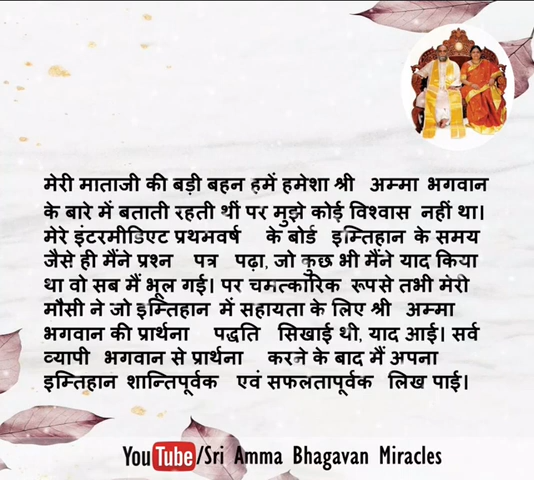 मेरी माताजी की बड़ी बहन हमें हमेशा श्री अम्मा भगवान
के बारे में बताती रहती थीं पर मुझे कोई विश्वास नहीं था।
मेरे इंटरमीडिएट प्रथमवर्ष के बोर्ड इम्तिहान के समय
जैसे ही मैंने प्रश्न पत्र पढ़ा, जो कुछ भी मैंने याद किया
था वो सब मैं भूल गई। पर चमत्कारिक रूपसे तभी मेरी
मौसी ने जो इम्तिहान में सहायता के लिए श्री अम्मा
भगवान की प्रार्थना पद्धति सिखाई थी, याद आई। सर्व
व्यापी भगवान से प्रार्थना करने के बाद मैं अपना
इम्तिहान शान्तिपूर्वक एवं सफलतापूर्वक लिख पाई।
YouTube/Sri Amma Bhagavan Miracles